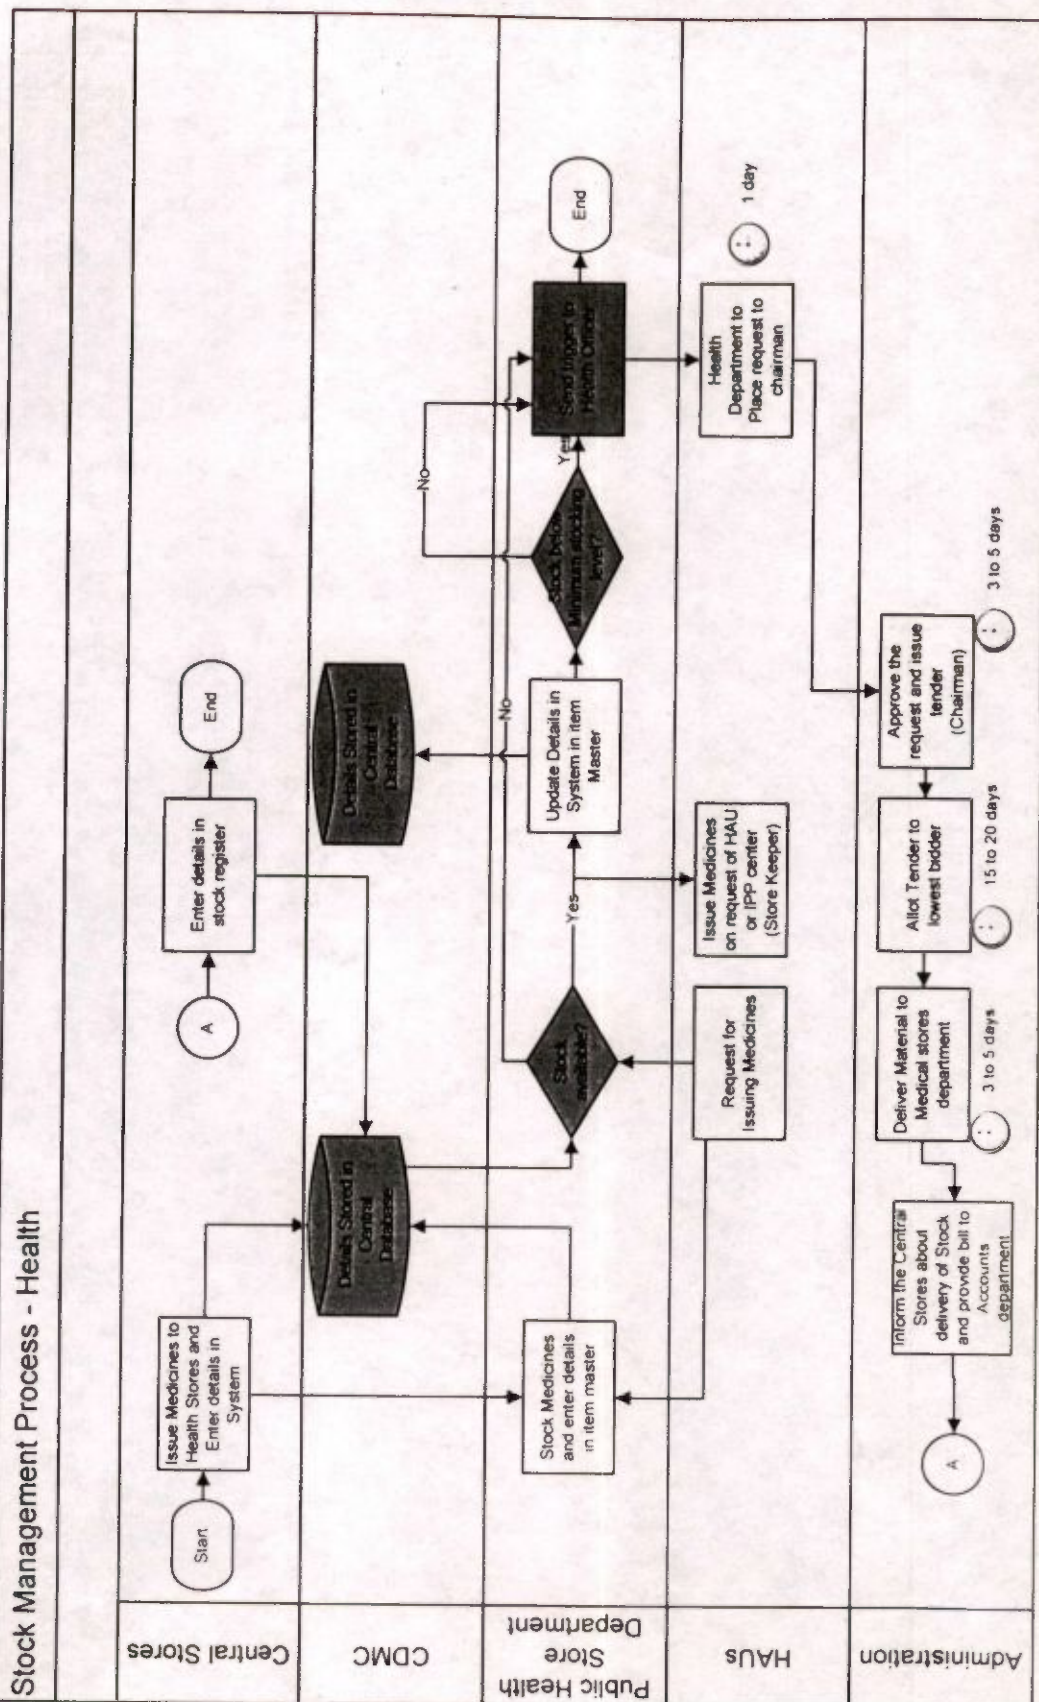 Stock Management Process - Health
Central Stores
Start
Issue Medicines to
Health Stores and
Enter details in
System
A
Enter details in
stock register
End
CDMC
Details Stored in
Central
Database
Details Stored in
Central
Database
Public Health
Store
Department
Stock Medicines
and enter details
in item master
Stock
available?
No
Yes
Update Details in
System in item
Master
Stock below
Minimum stocking
level?
No
Yes
Send trigger to
Health Officer
End
HAUs
Request for
Issuing Medicines
Issue Medicines
on request of HAU
or IPP center
(Store Keeper)
Health
Department to
Place request to
chairman
1 day
Administration
A
Inform the Central
Stores about
delivery of Stock
and provide bill to
Accounts
department
Deliver Material to
Medical stores
department
3 to 5 days
Allot Tender to
lowest bidder
15 to 20 days
Approve the
request and issue
tender
(Chairman)
3 to 5 days